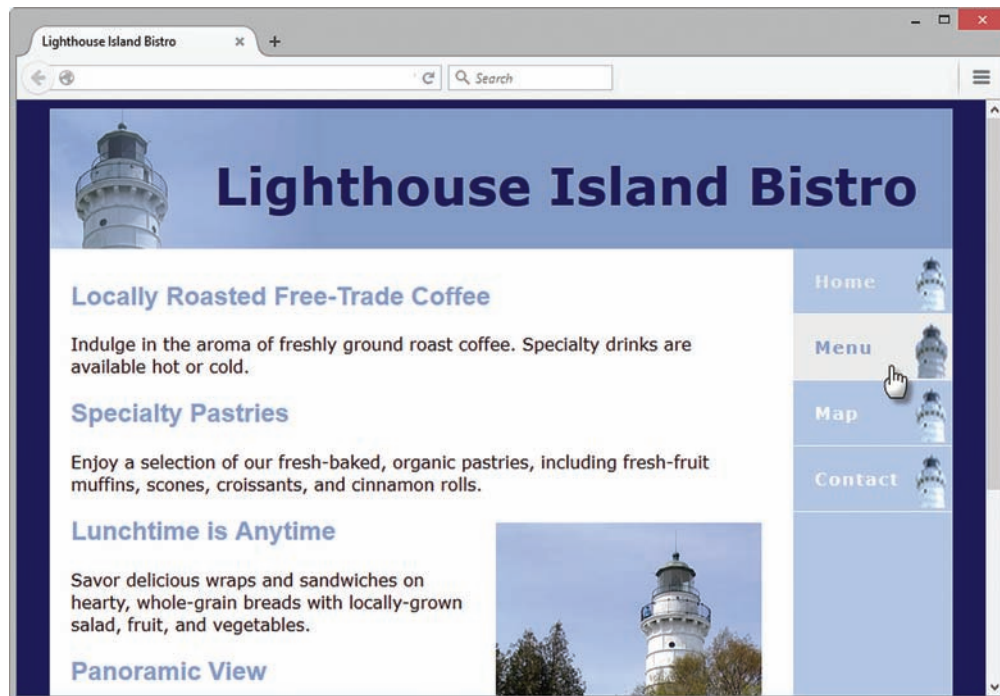 Lighthouse Island Bistro
Search
Lighthouse Island Bistro
Locally Roasted Free-Trade Coffee
Indulge in the aroma of freshly ground roast coffee. Specialty drinks are
available hot or cold.
Specialty Pastries
Enjoy a selection of our fresh-baked, organic pastries, including fresh-fruit
muffins, scones, croissants, and cinnamon rolls.
Lunchtime is Anytime
Savor delicious wraps and sandwiches on
hearty, whole-grain breads with locally-grown
salad, fruit, and vegetables.
Panoramic View
Home
Menu
Map
Contact